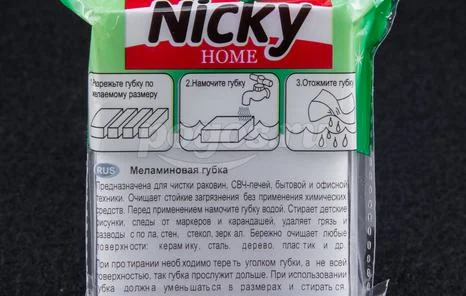 Nicky
HOME
1.Разрежьте губку по
желаемому размеру
2.Намочите губку
3.Отожмите губку
RUS Меламиновая губка
Предназначена для чистки раковин, СВЧ-печей, бытовой и офисной
техники. Очищает стойкие загрязнения без применения химических
средств. Перед применением намочите губку водой. Стирает детские
рисунки, следы от маркеров и карандашей, удаляет грязь и
разводы с пола, стен, стекол, зеркал. Бережно очищает любые
поверхности: керамику, сталь, дерево, пластик и др.
При протирании необходимо тереть уголком губки, а не всей
поверхностью, так губка прослужит дольше. При использовании
губка должна уменьшаться в размерах и стираться.